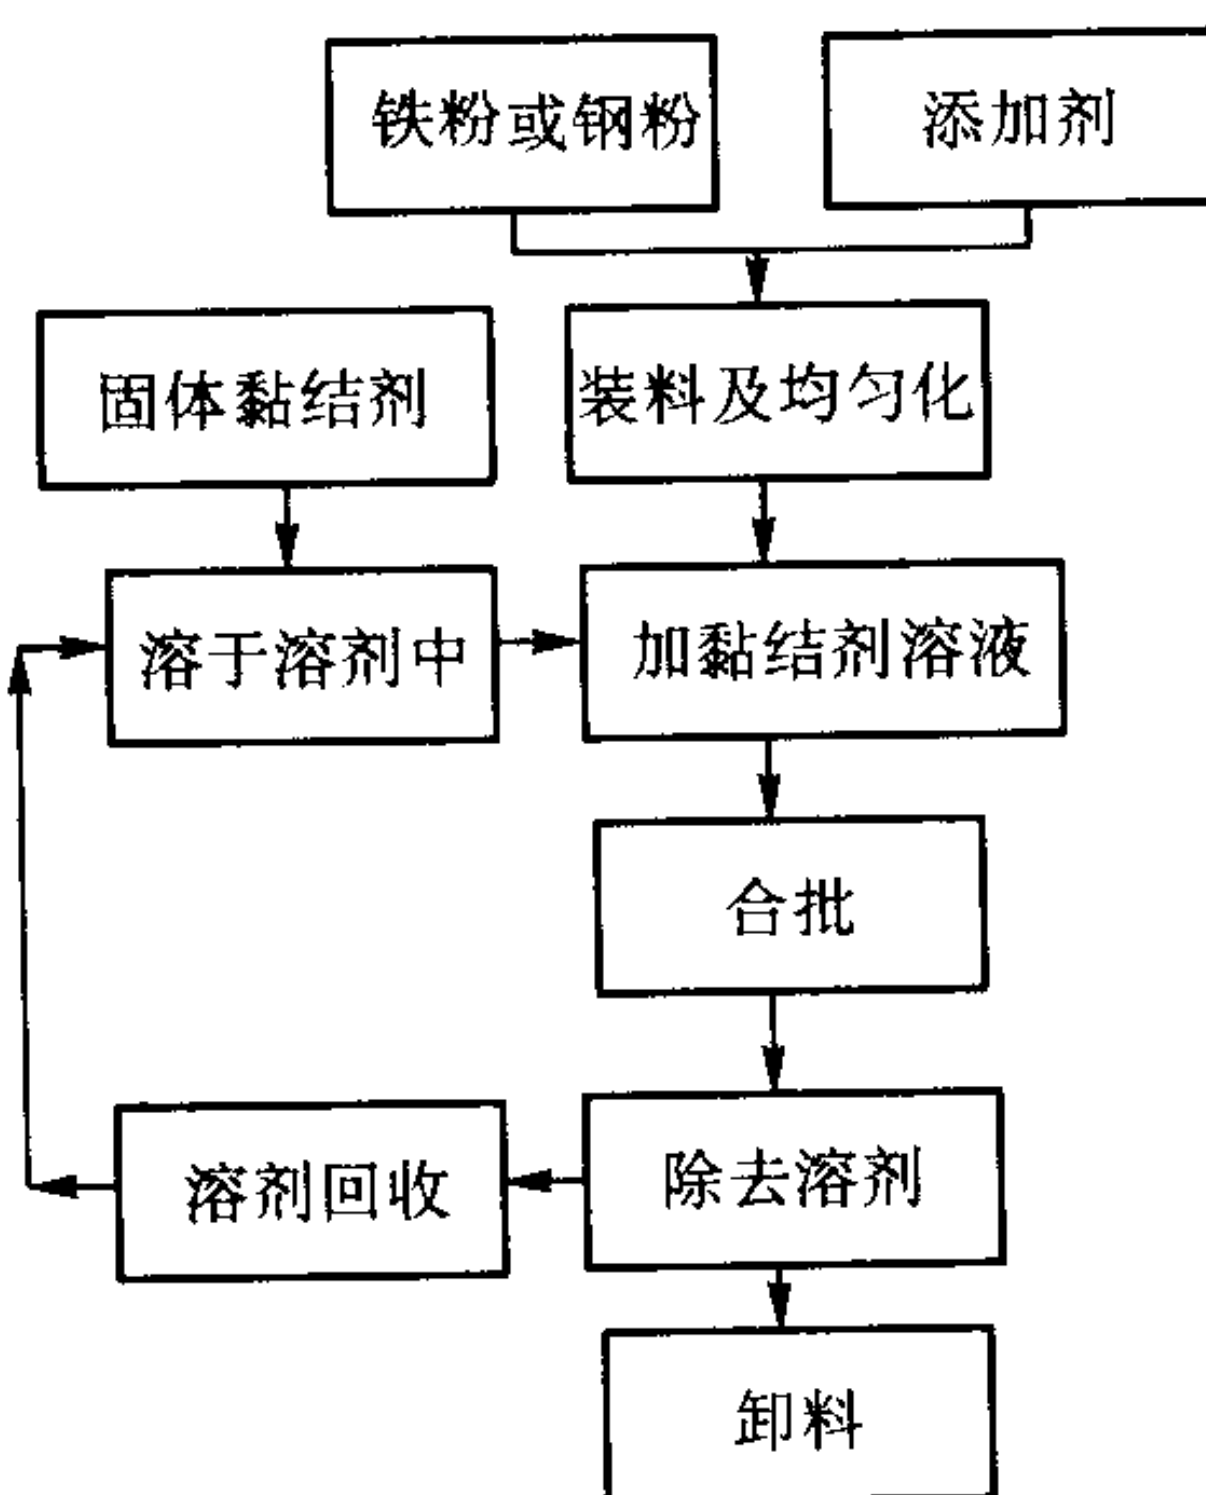 铁粉或钢粉
添加剂
固体黏结剂
装料及均匀化
溶于溶剂中
加黏结剂溶液
合批
溶剂回收
除去溶剂
卸料